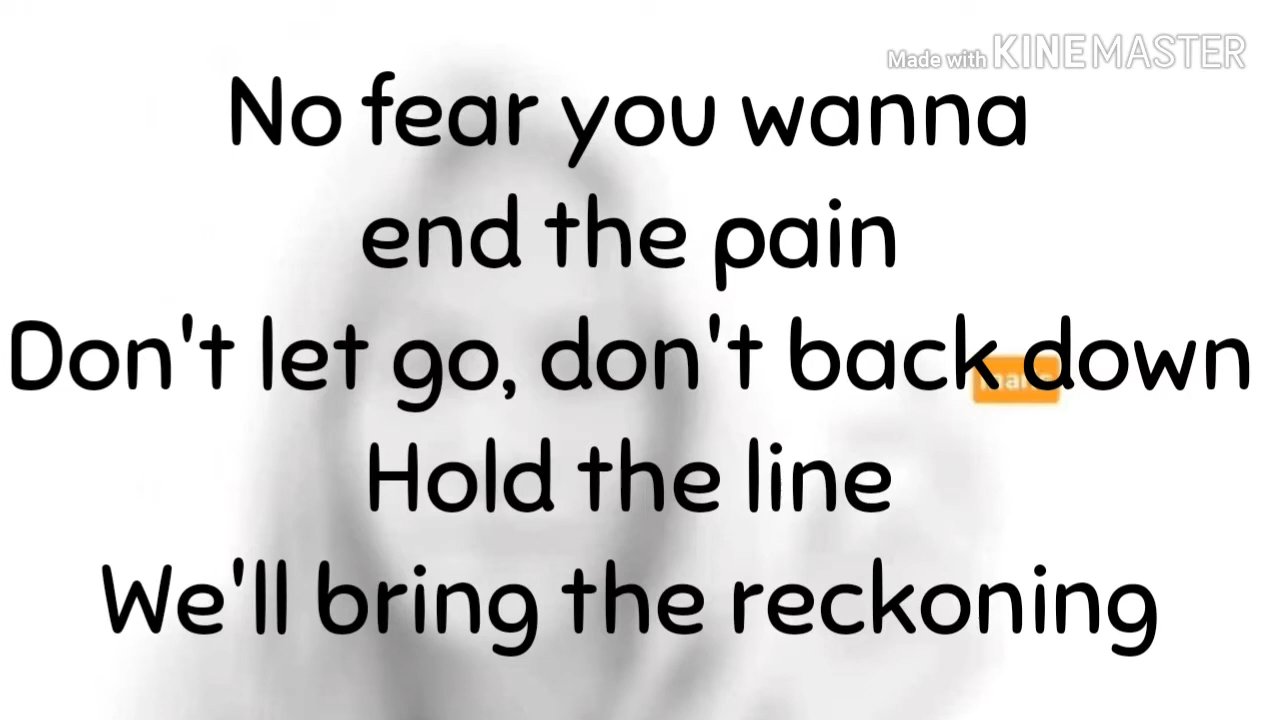 Made with KINEMASTER
No fear you wanna
end the pain
Don't let go, don't back down
Hold the line
We'll bring the reckoning